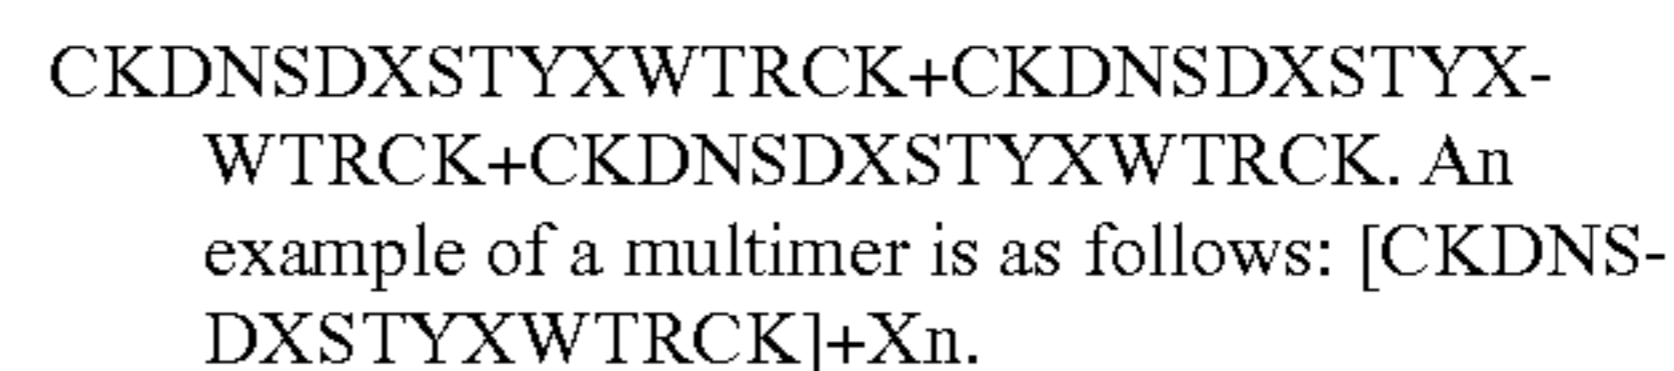 CKDNSDXSTYXWTRCK+CKDNSDXSTYX-
WTRCK+CKDNSDXSTYXWTRCK. An
example of a multimer is as follows: [CKDNS-
DXSTYXWTRCK]+Xn.